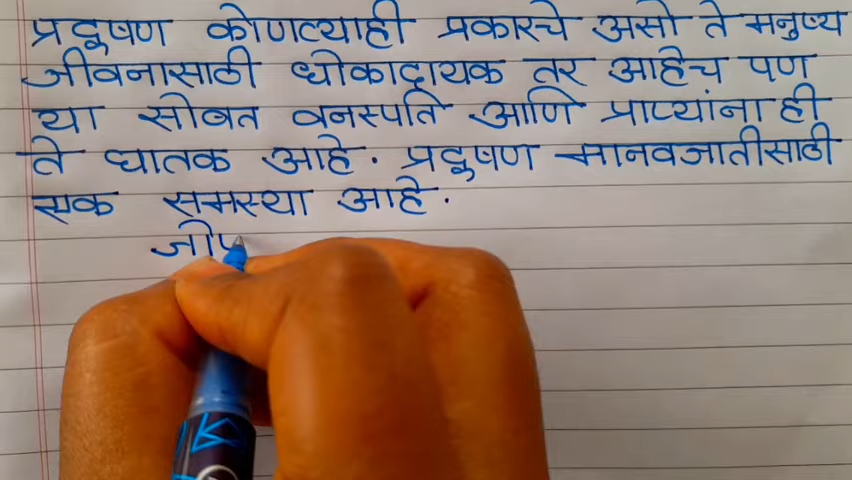 प्रदूषण कोणत्याही प्रकारचे असो ते मनुष्य
जीवनासाठी धोकादायक तर आहेच पण
या सोबत वनस्पति आणि प्राण्यांना ही
ते घातक आहे. प्रदूषण मानवजातीसाठी
एक समस्या आहे.
जोप